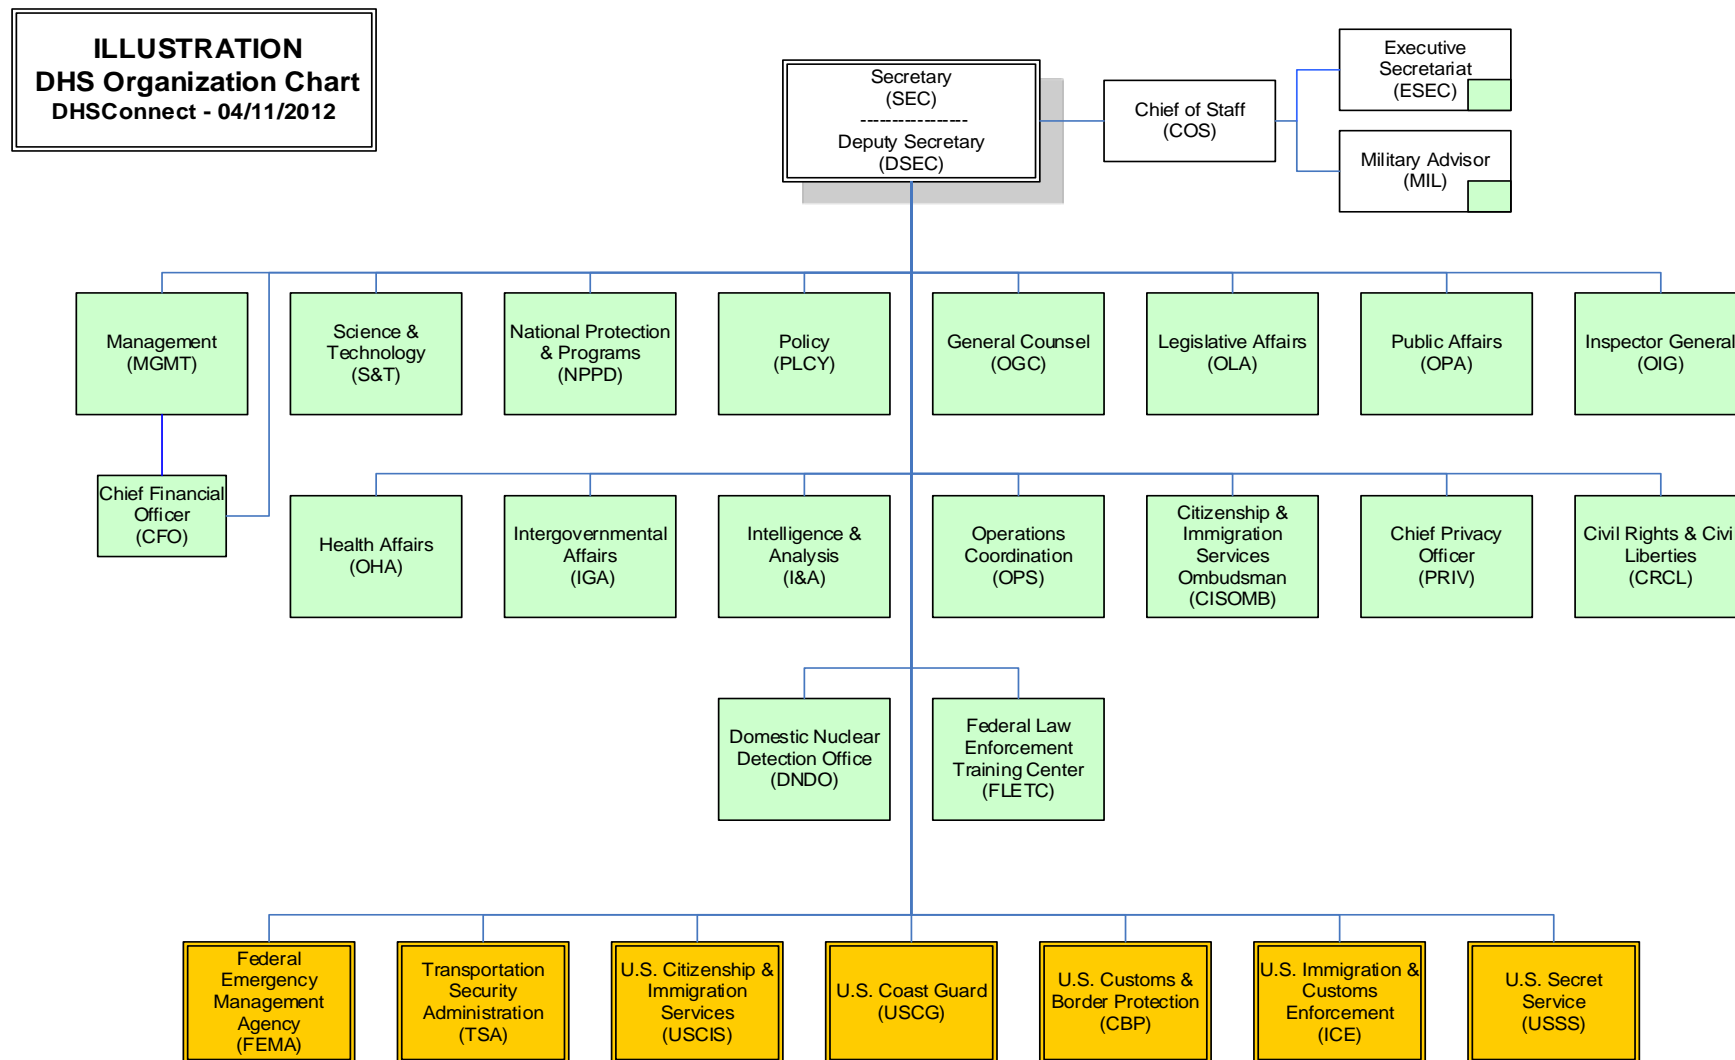 ILLUSTRATION
DHS Organization Chart
DHSConnect - 04/11/2012
Secretary
(SEC)
-----------------
Deputy Secretary
(DSEC)
Chief of Staff
(COS)
Executive
Secretariat
(ESEC)
Military Advisor
(MIL)
Management
(MGMT)
Science &
Technology
(S&T)
National Protection
& Programs
(NPPD)
Policy
(PLCY)
General Counsel
(OGC)
Legislative Affairs
(OLA)
Public Affairs
(OPA)
Inspector General
(OIG)
Chief Financial
Officer
(CFO)
Health Affairs
(OHA)
Intergovernmental
Affairs
(IGA)
Intelligence &
Analysis
(I&A)
Operations
Coordination
(OPS)
Citizenship &
Immigration
Services
Ombudsman
(CISOMB)
Chief Privacy
Officer
(PRIV)
Civil Rights & Civi
Liberties
(CRCL)
Domestic Nuclear
Detection Office
(DNDO)
Federal Law
Enforcement
Training Center
(FLETC)
Federal
Emergency
Management
Agency
(FEMA)
Transportation
Security
Administration
(TSA)
U.S. Citizenship &
Immigration
Services
(USCIS)
U.S. Coast Guard
(USCG)
U.S. Customs &
Border Protection
(CBP)
U.S. Immigration &
Customs
Enforcement
(ICE)
U.S. Secret
Service
(USSS)